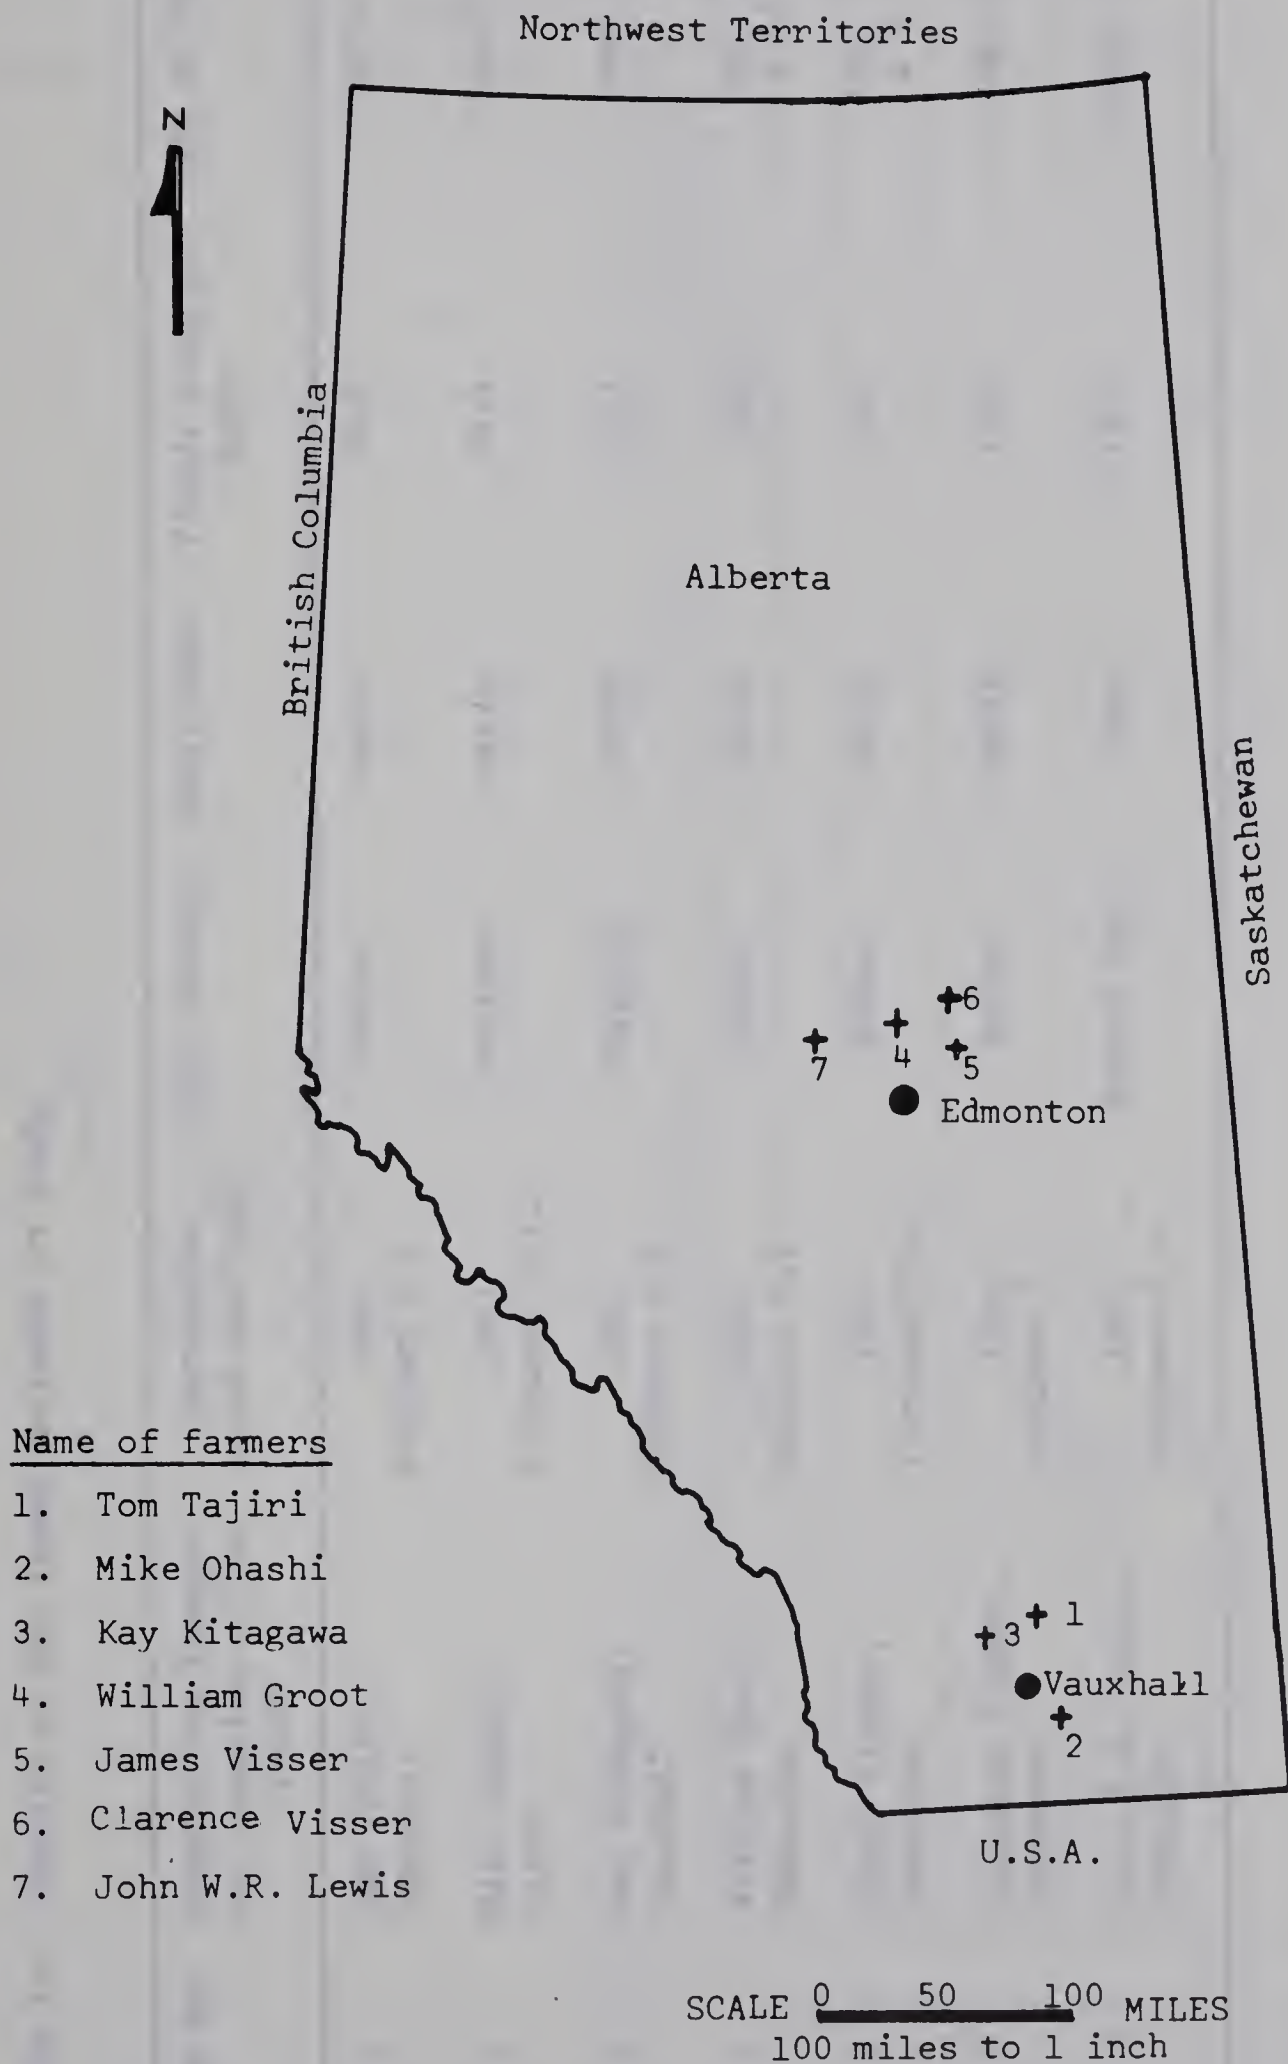 Northwest Territories
N
British Columbia
Alberta
Saskatchewan
6
4
5
7
Edmonton
Name of farmers
1. Tom Tajiri
2. Mike Ohashi
3. Kay Kitagawa
4. William Groot
5. James Visser
6. Clarence Visser
7. John W.R. Lewis
1
3
Vauxhall
2
U.S.A.
SCALE 0 50 100 MILES
100 miles to 1 inch